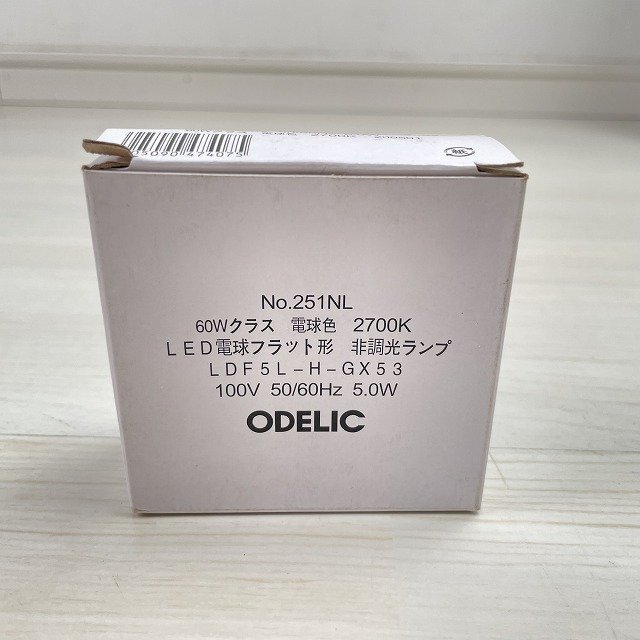 No.251NL
60Wクラス 電球色 2700K
LED電球フラット形 非調光ランプ
LDF5L-H-GX53
100V 50/60Hz 5.0W
ODELIC